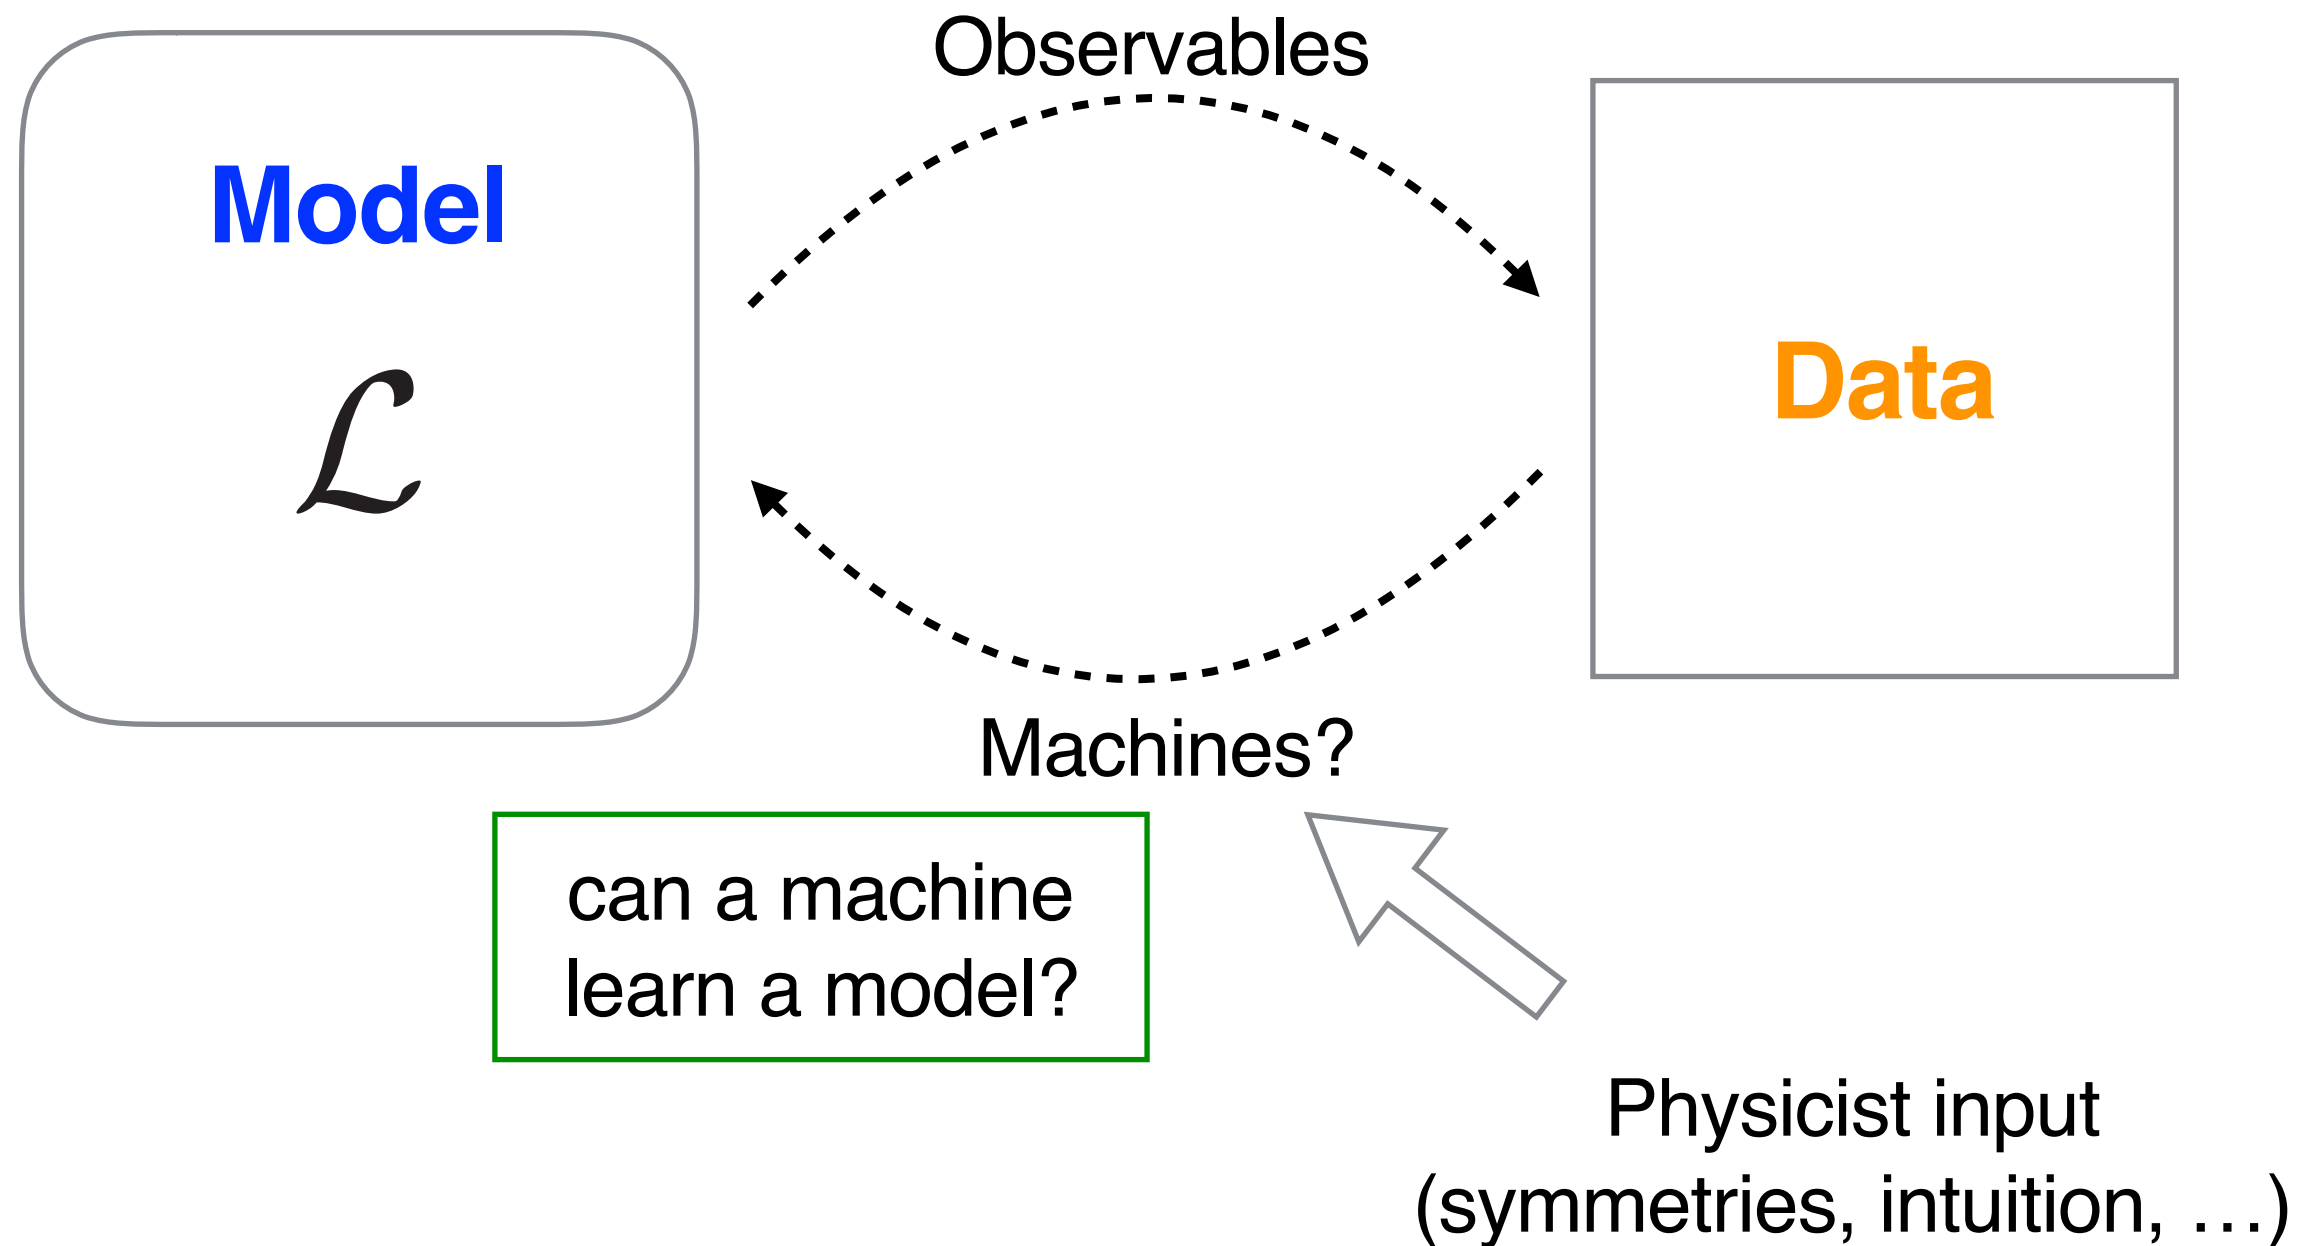 Observables
Model
ℒ
Data
Machines?
can a machine
learn a model?
Physicist input
(symmetries, intuition, …)